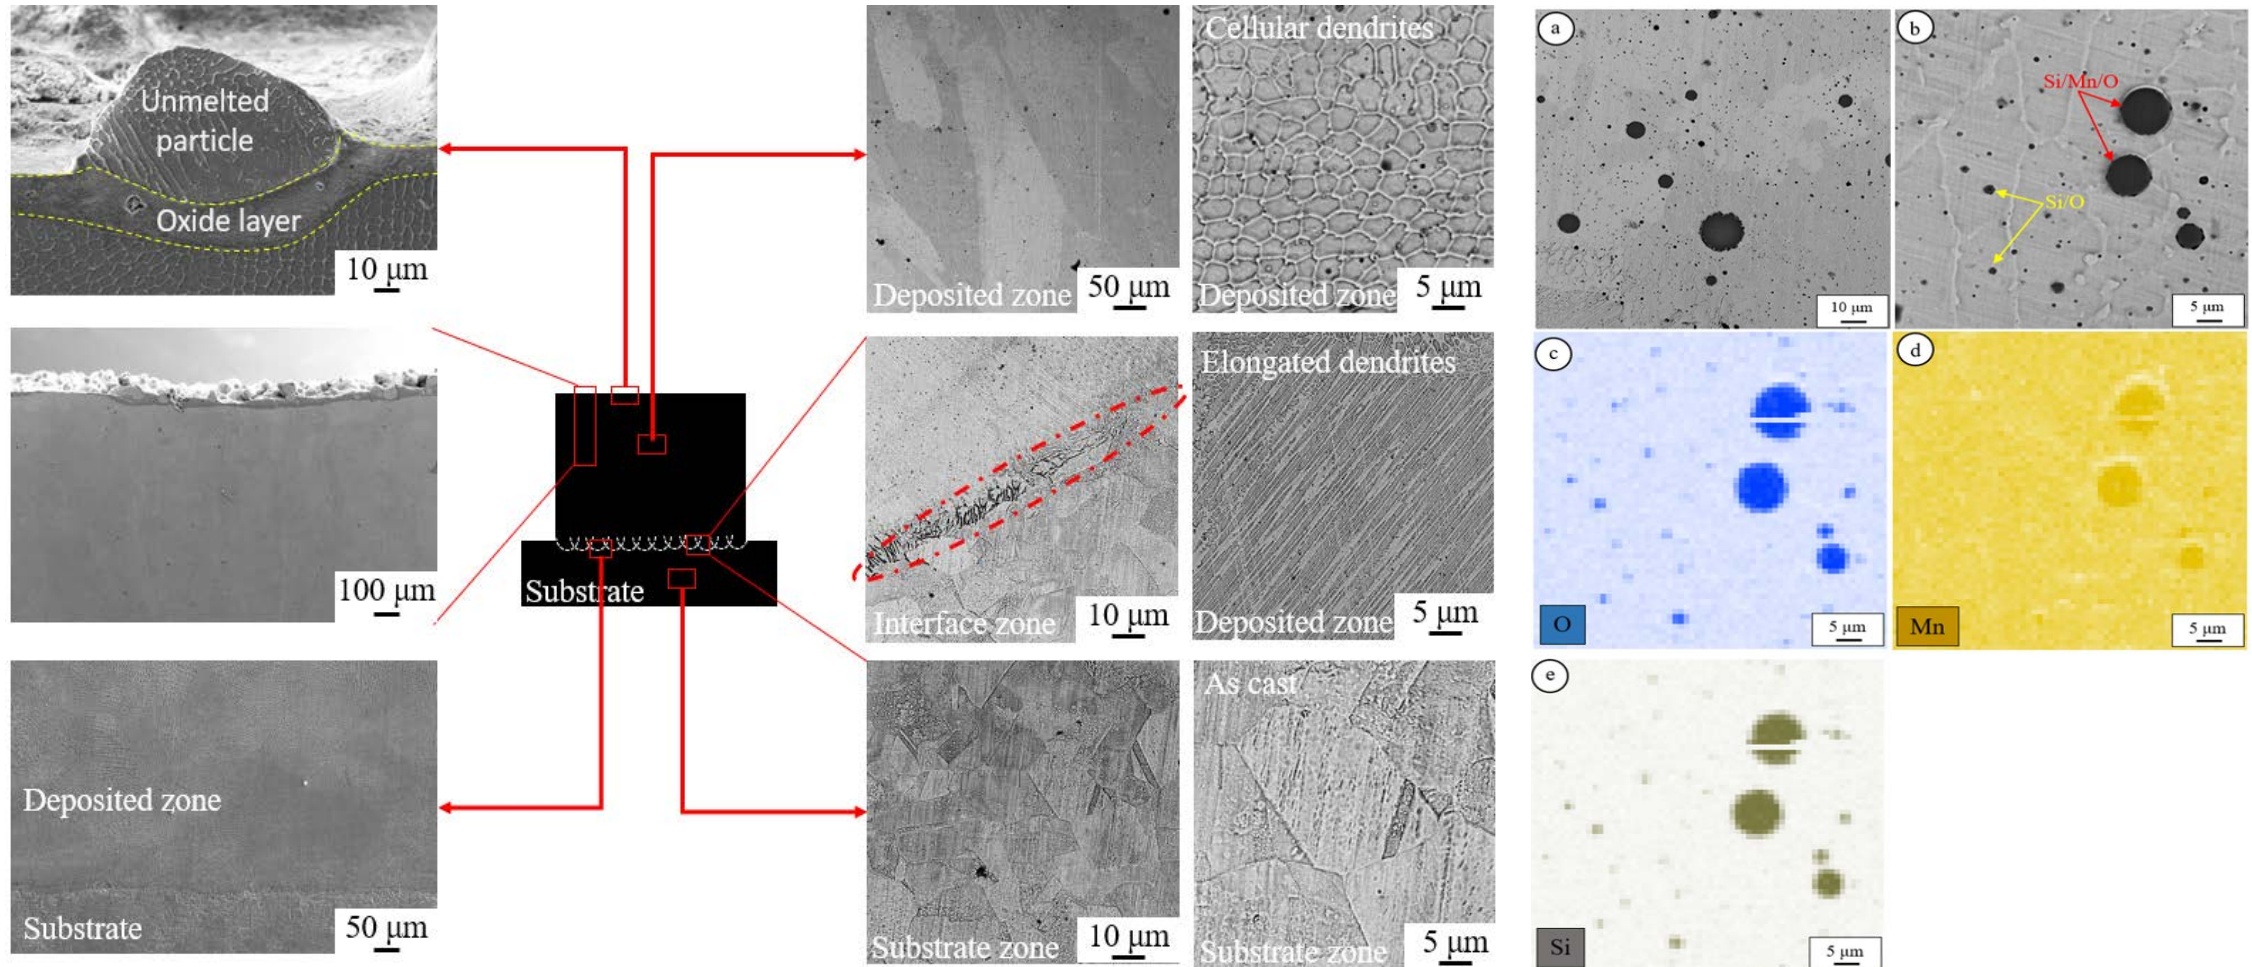 Unmelted
particle
Oxide layer
10 μm
100 μm
Deposited zone
Substrate
50 μm
Substrate
Deposited zone
50 μm
Cellular dendrites
Deposited zone
5 μm
Interface zone
10 μm
Elongated dendrites
Deposited zone
5 μm
Substrate zone
10 μm
As cast
Substrate zone
5 μm
a
10 μm
b
Si/Mn/O
Si/O
5 μm
c
O
5 μm
d
Mn
5 μm
e
Si
5 μm